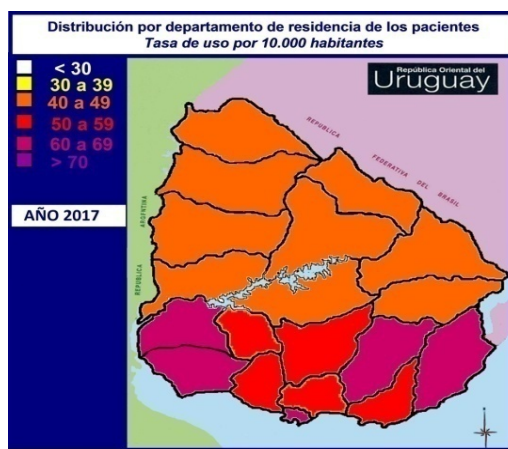 Distribución por departamento de residencia de los pacientes
Tasa de uso por 10.000 habitantes
< 30
30 a 39
40 a 49
50 a 59
60 a 69
> 70
AÑO 2017
República Oriental del
Uruguay
REPUBLICA
FEDERATIVA DEL BRASIL
REPUBLICA ARGENTINA